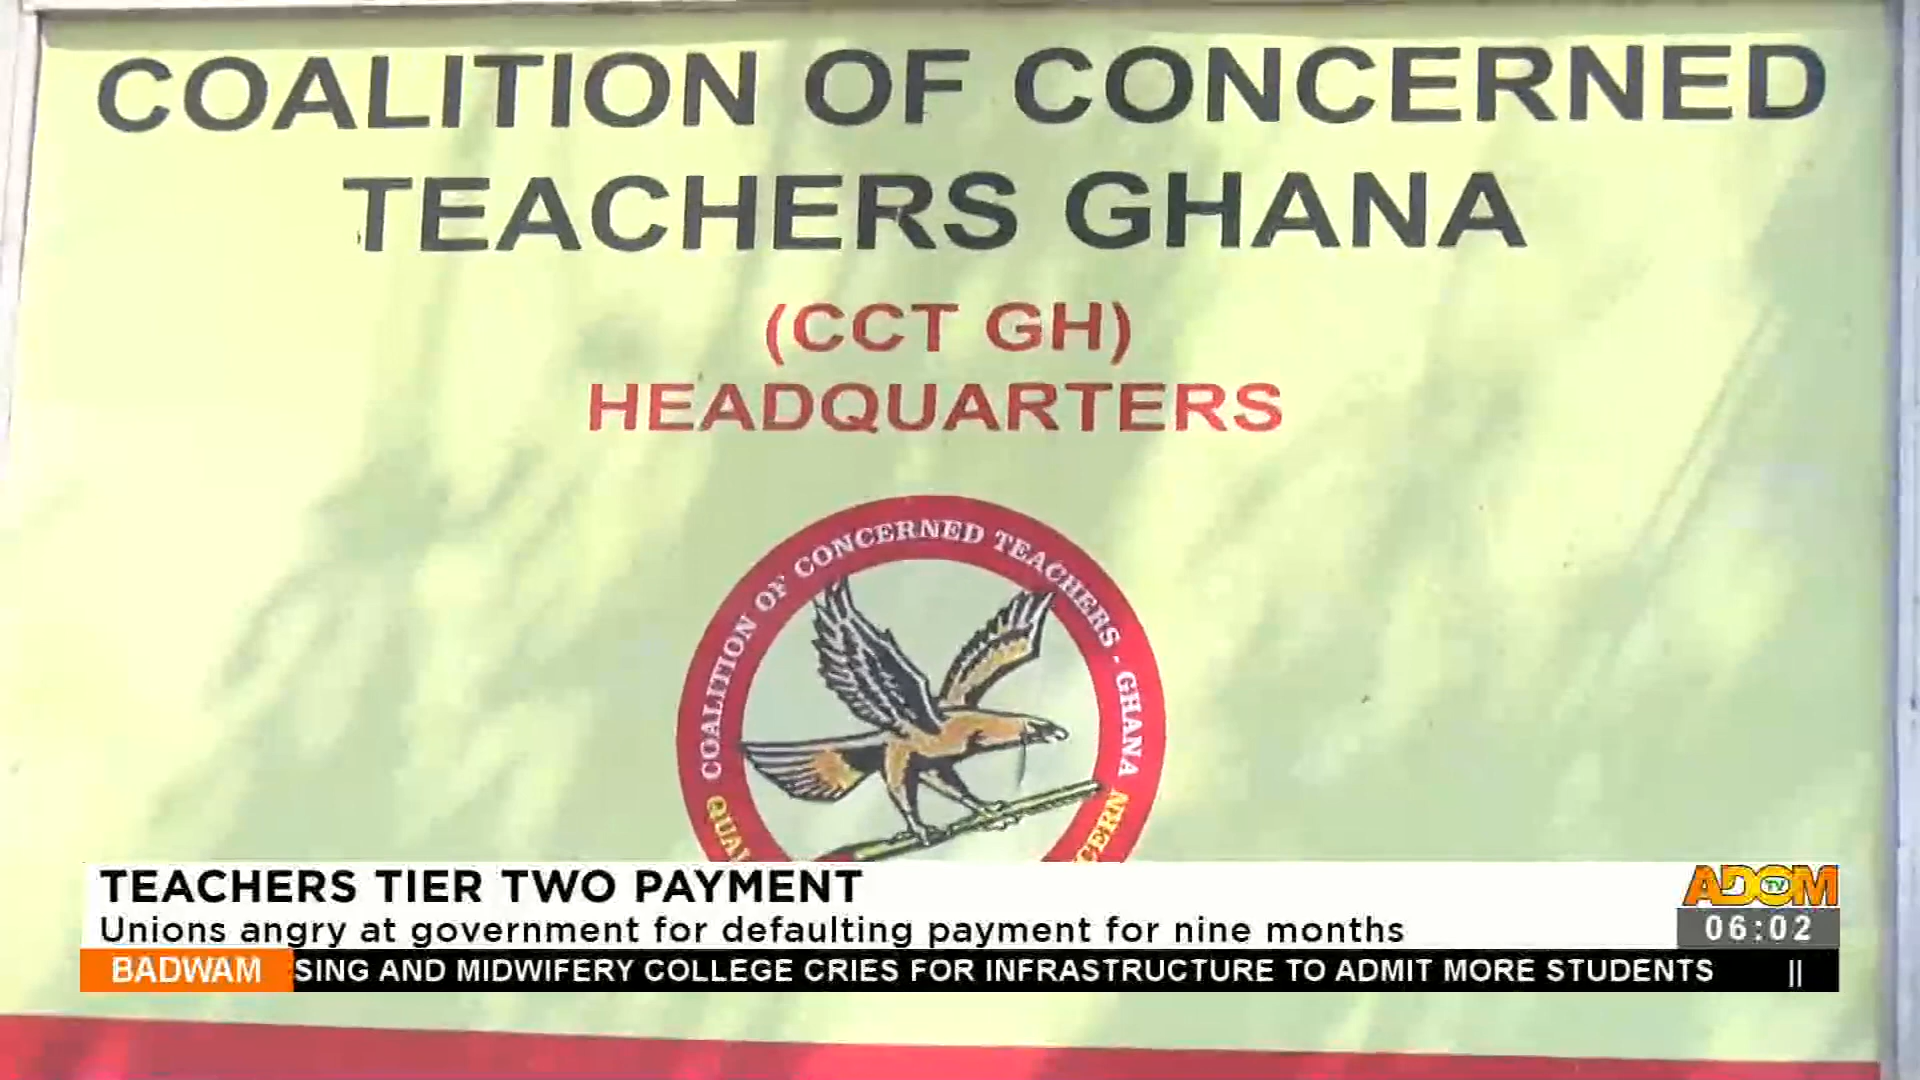 COALITION OF CONCERNED
TEACHERS GHANA
(CCT GH)
HEADQUARTERS
COALITION OF CONCERNED TEACHERS - GHANA
TEACHERS TIER TWO PAYMENT
Unions angry at government for defaulting payment for nine months
ADOM TV
06:02
BADWAM
SING AND MIDWIFERY COLLEGE CRIES FOR INFRASTRUCTURE TO ADMIT MORE STUDENTS ||